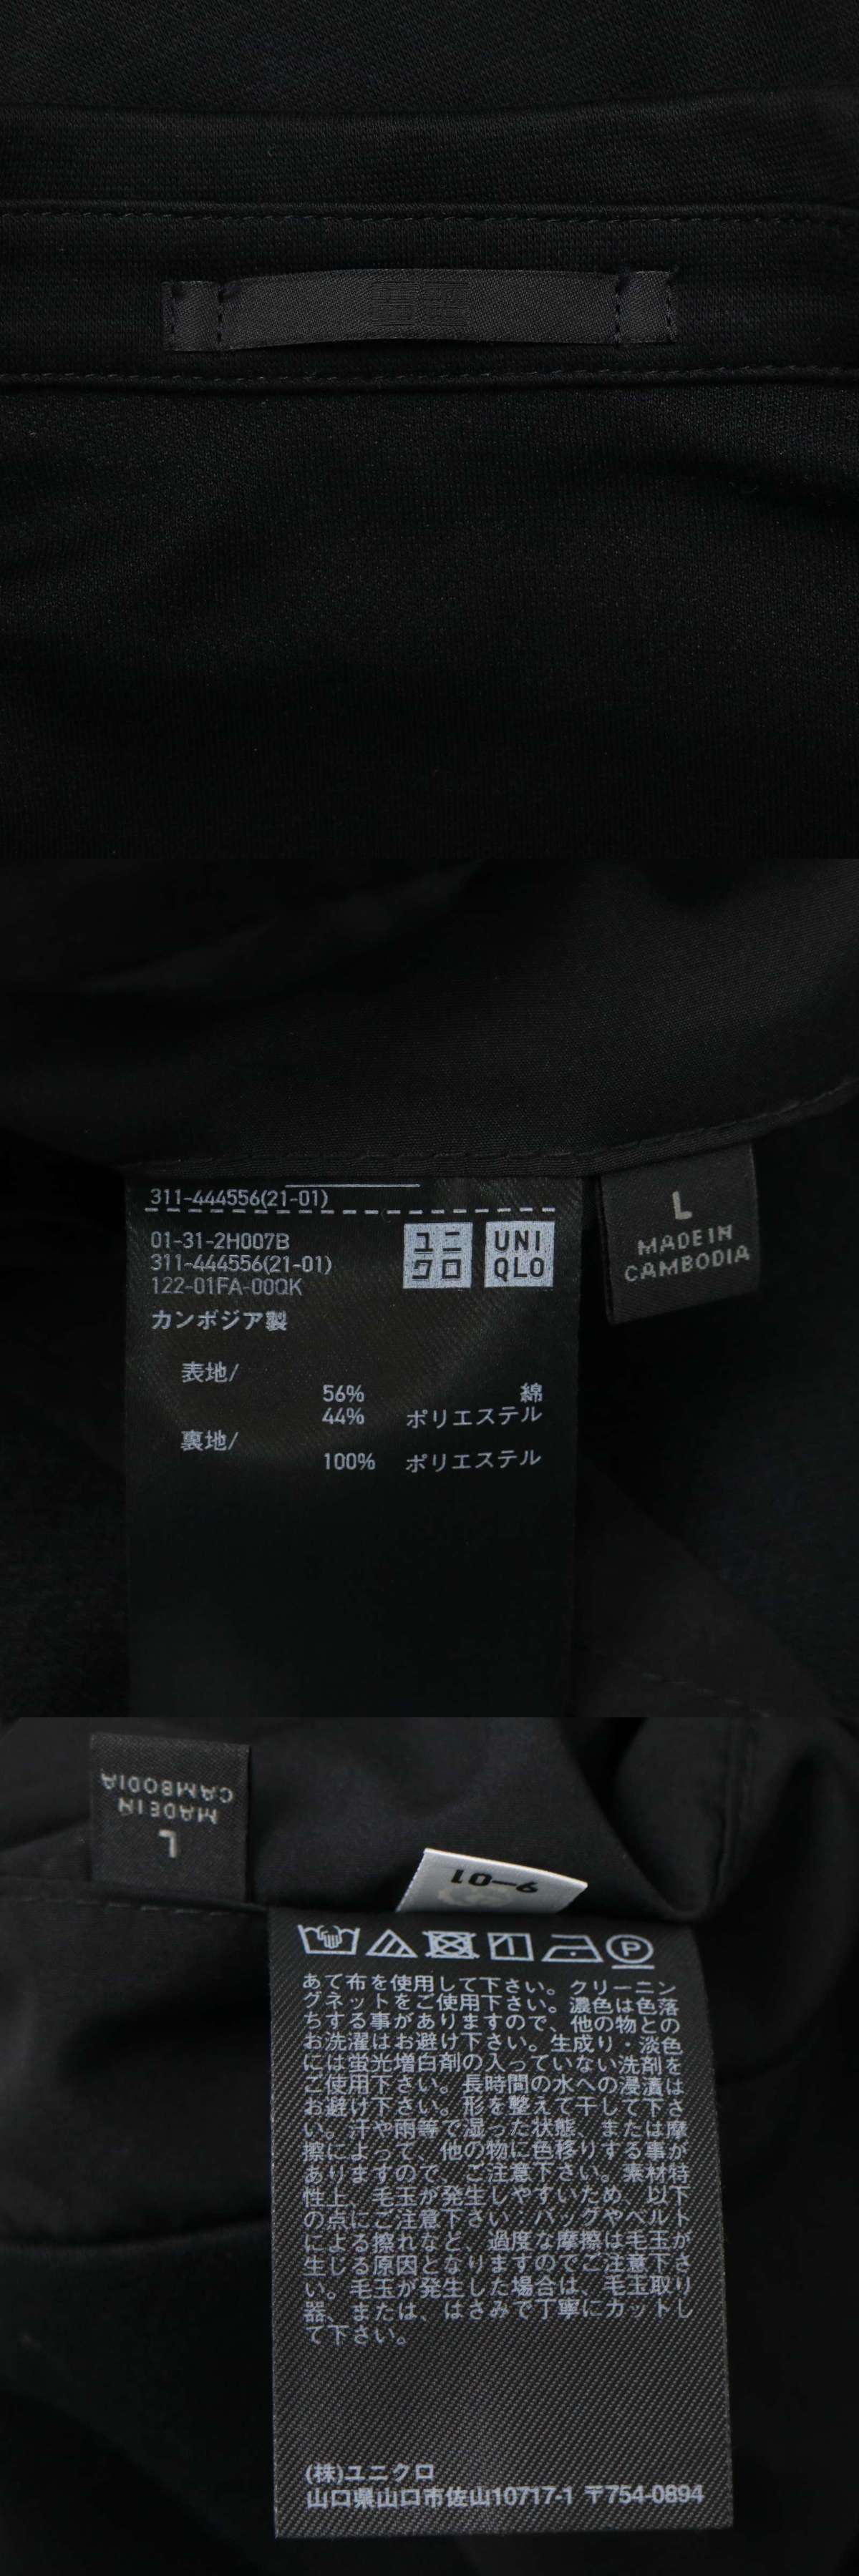 311-444556(21-01)
01-31-2H007B
311-444556(21-01)
122-01FA-00QK
ユニ
クロ
UNI
QLO
カンボジア製
表地/
56% 綿
44% ポリエステル
裏地/
100% ポリエステル
L
MADE IN
CAMBODIA
L
MADE IN
CAMBODIA
9-01
P
あて布を使用して下さい。クリーニン
グネットをご使用下さい。濃色は色落
ちする事がありますので、他の物との
お洗濯はお避け下さい。生成り・淡色
には蛍光増白剤の入っていない洗剤を
ご使用下さい。長時間の水への浸漬は
お避け下さい。形を整えて干して下さ
い。汗や雨等で湿った状態、または摩
擦によって、他の物に色移りする事が
ありますので、ご注意下さい。素材特
性上、毛玉が発生しやすいため、以下
の点にご注意下さい：バッグやベルト
による擦れなど、過度な摩擦は毛玉が
生じる原因となりますのでご注意下さ
い。毛玉が発生した場合は、毛玉取り
器、または、はさみで丁寧にカットし
て下さい。
(株)ユニクロ
山口県山口市佐山10717-1 〒754-0894